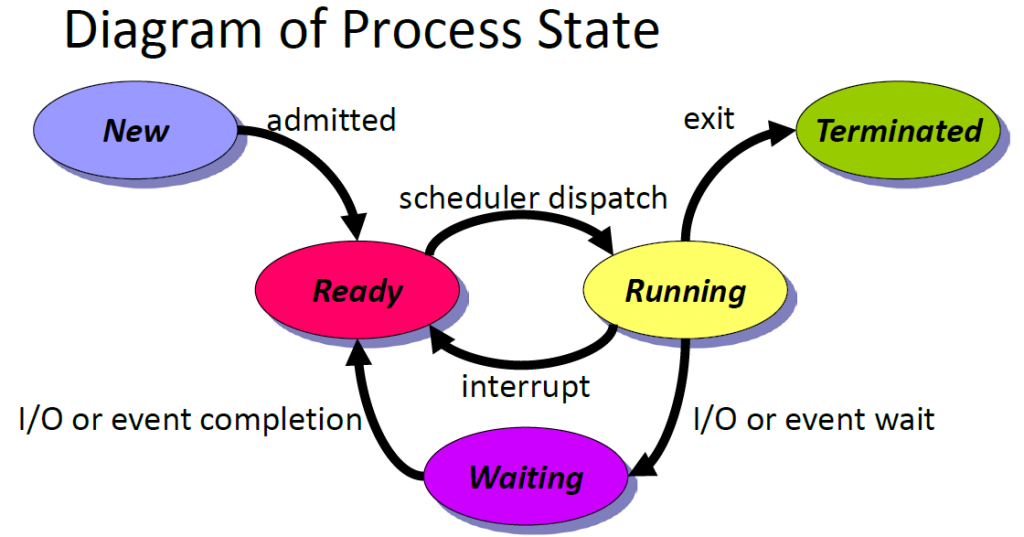 Diagram of Process State
New
admitted
exit
Terminated
scheduler dispatch
Ready
Running
interrupt
I/O or event completion
I/O or event wait
Waiting